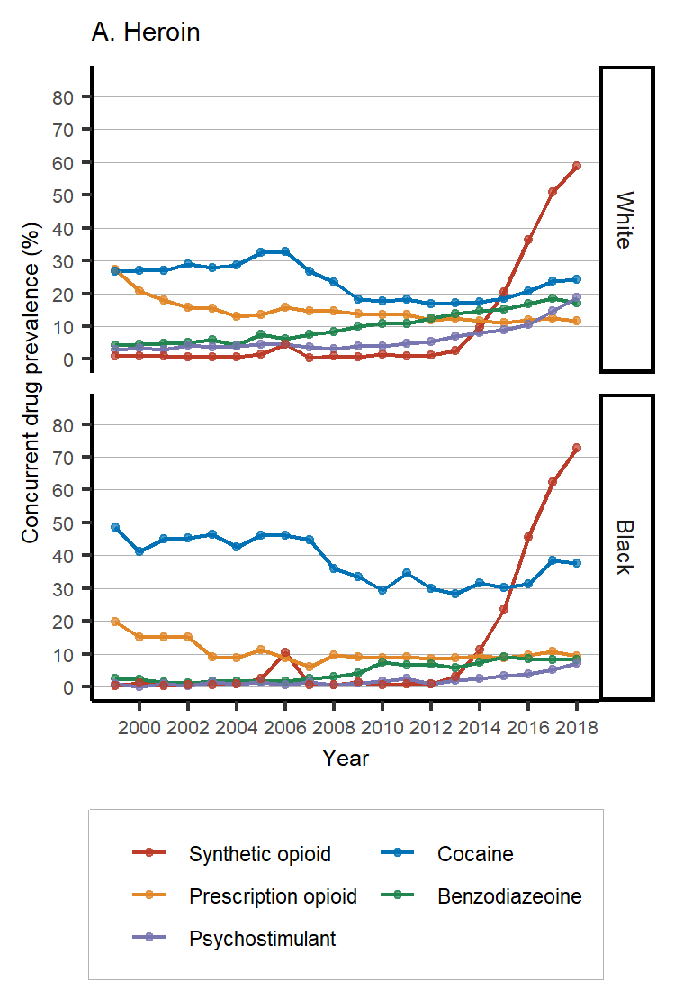 A. Heroin
Concurrent drug prevalence (%)
80
70
60
50
40
30
20
10
0
White
80
70
60
50
40
30
20
10
0
Black
2000 2002 2004 2006 2008 2010 2012 2014 2016 2018
Year
Synthetic opioid Cocaine
Prescription opioid Benzodiazeoine
Psychostimulant